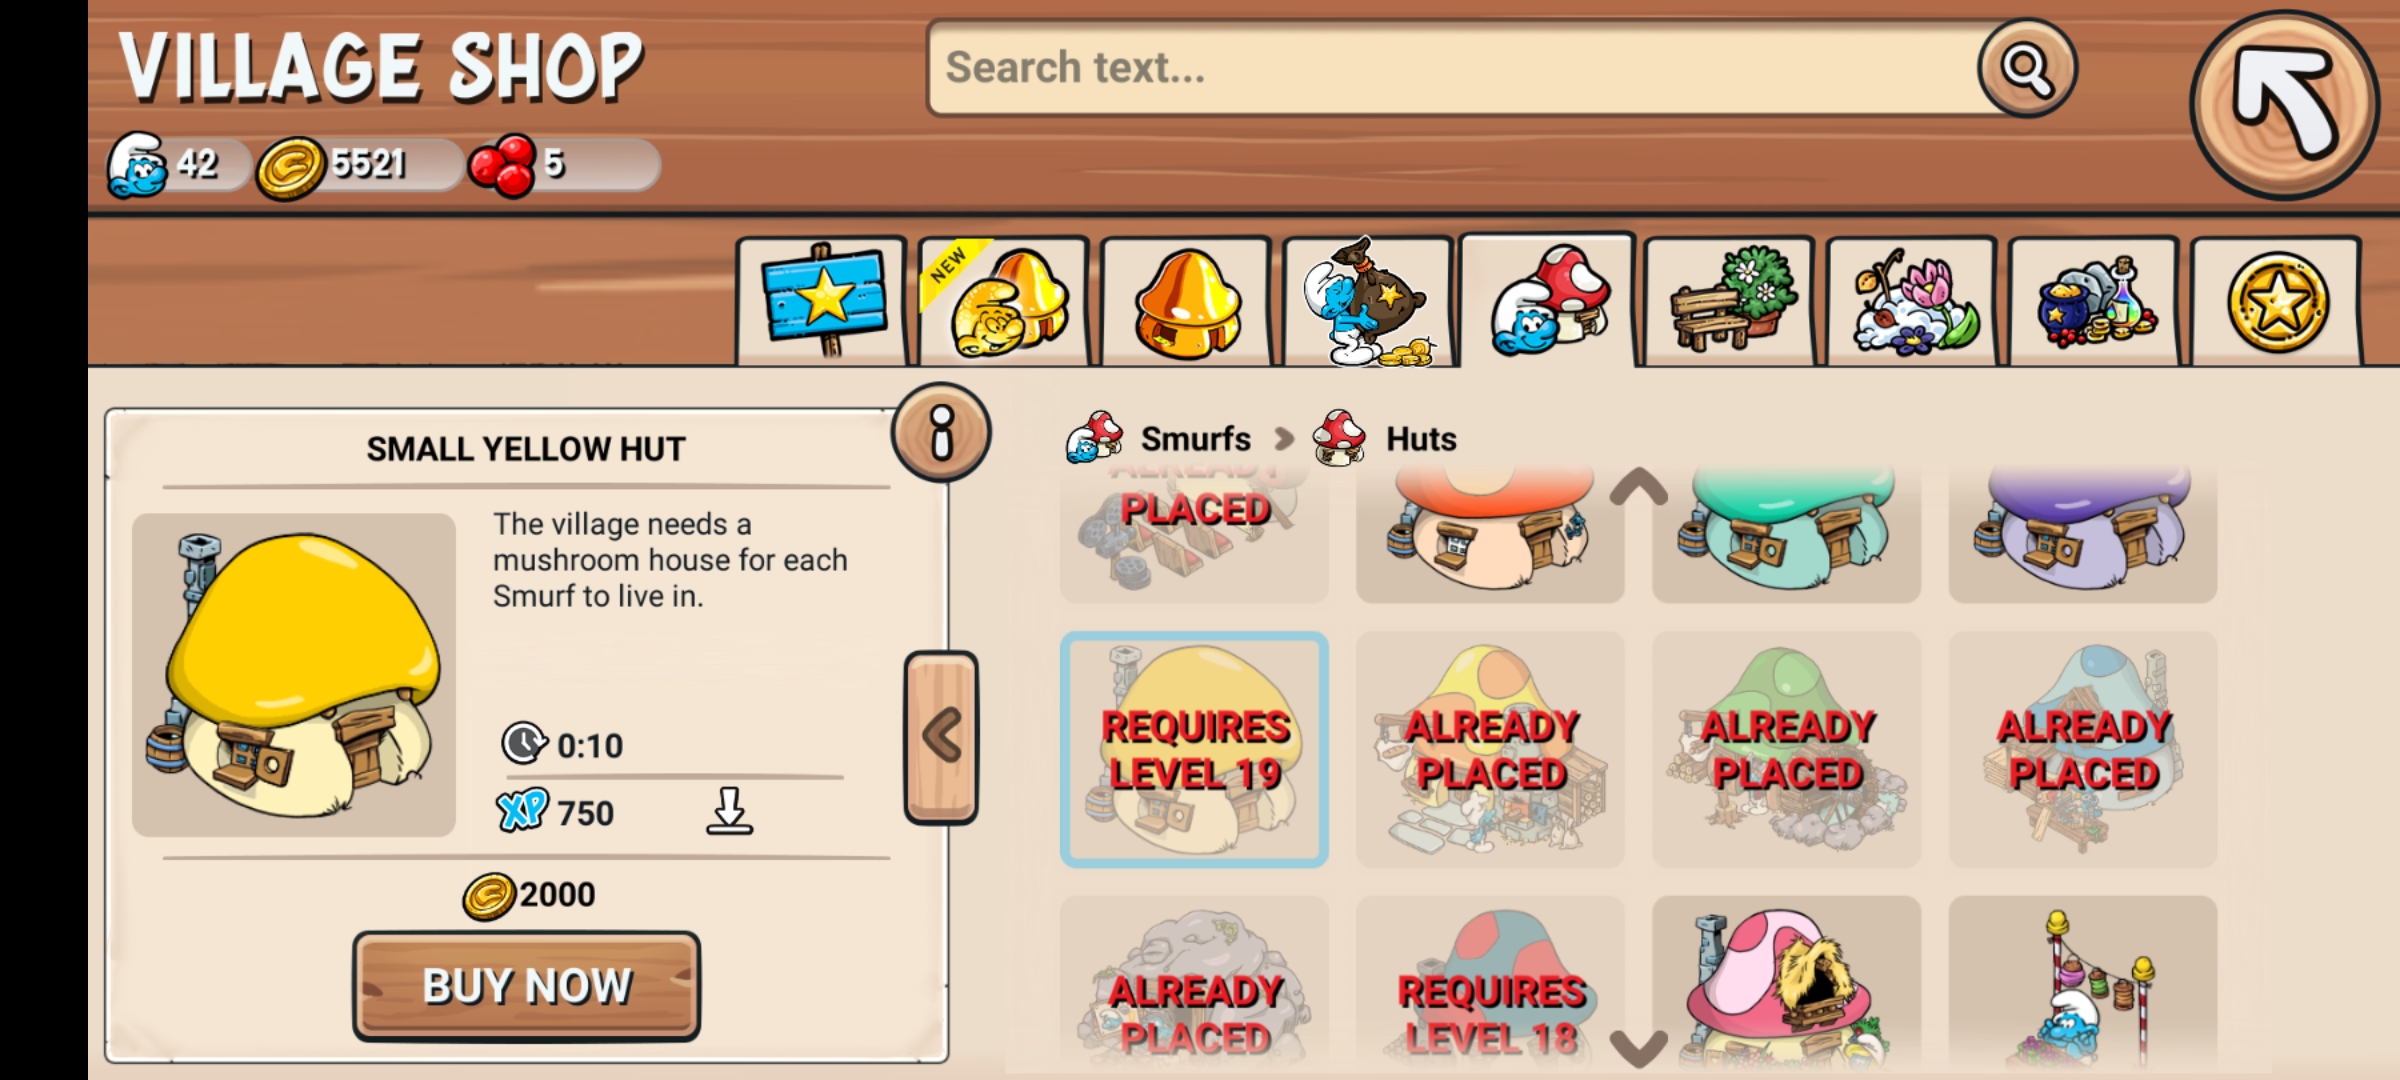 VILLAGE SHOP
Search text...
42
5521
5
NEW
SMALL YELLOW HUT
The village needs a
mushroom house for each
Smurf to live in.
0:10
XP 750
2000
BUY NOW
Smurfs > Huts
ALREADY
PLACED
REQUIRES
LEVEL 19
ALREADY
PLACED
ALREADY
PLACED
ALREADY
PLACED
ALREADY
PLACED
REQUIRES
LEVEL 18